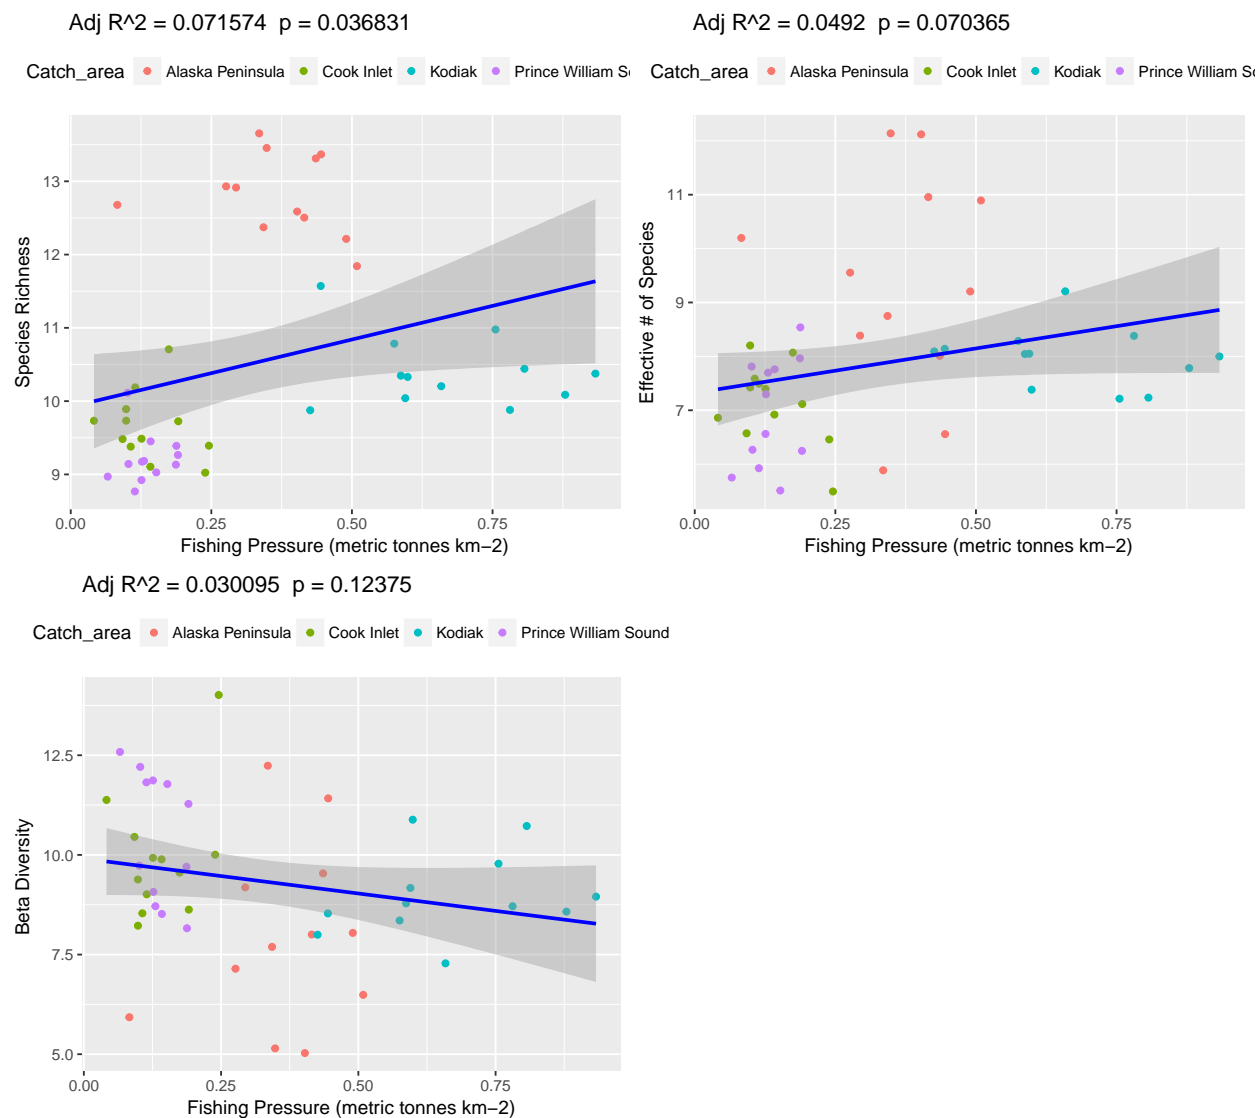 Adj R^2 = 0.071574 p = 0.036831
Catch_area Alaska Peninsula Cook Inlet Kodiak Prince William So
13
12
11
10
9
Species Richness
0.00 0.25 0.50 0.75
Fishing Pressure (metric tonnes km−2)
Adj R^2 = 0.0492 p = 0.070365
Catch_area Alaska Peninsula Cook Inlet Kodiak Prince William So
11
9
7
Effective # of Species
0.00 0.25 0.50 0.75
Fishing Pressure (metric tonnes km−2)
Adj R^2 = 0.030095 p = 0.12375
Catch_area Alaska Peninsula Cook Inlet Kodiak Prince William Sound
12.5
10.0
7.5
5.0
Beta Diversity
0.00 0.25 0.50 0.75
Fishing Pressure (metric tonnes km−2)